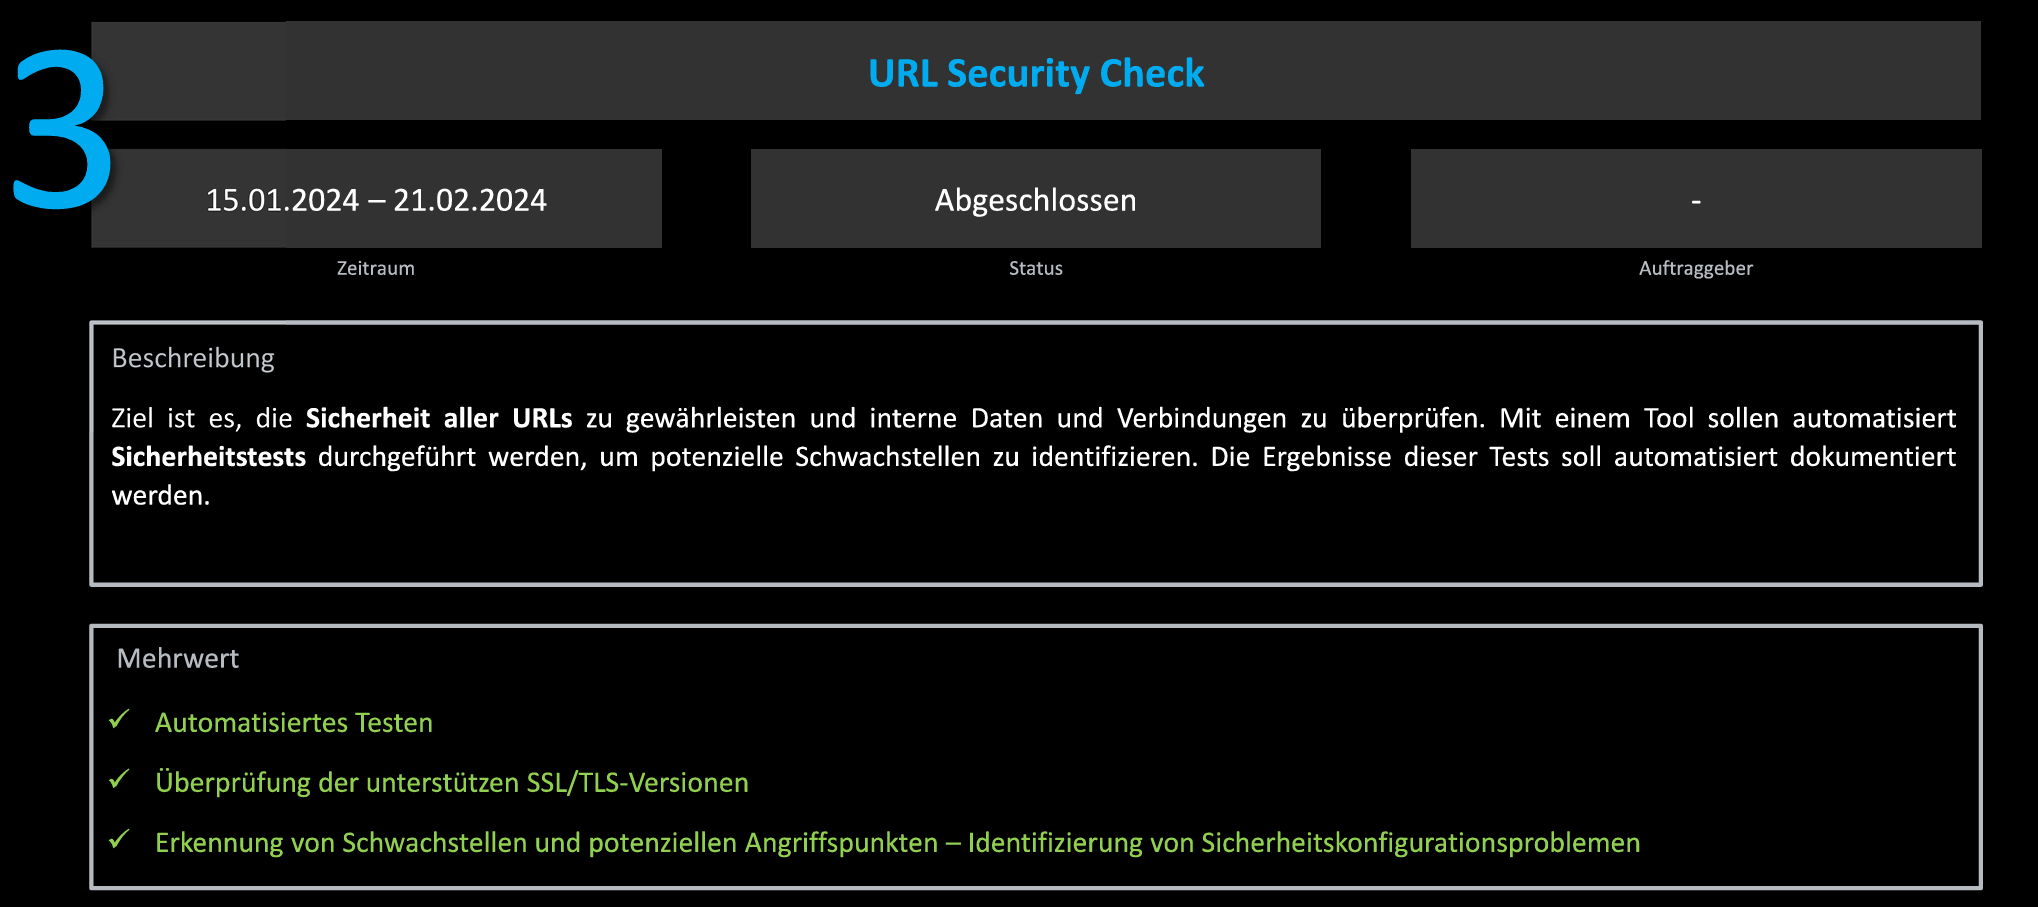 3
URL Security Check
15.01.2024 – 21.02.2024
Abgeschlossen
-
Zeitraum
Status
Auftraggeber
Beschreibung
Ziel ist es, die Sicherheit aller URLs zu gewährleisten und interne Daten und Verbindungen zu überprüfen. Mit einem Tool sollen automatisiert
Sicherheitstests durchgeführt werden, um potenzielle Schwachstellen zu identifizieren. Die Ergebnisse dieser Tests soll automatisiert dokumentiert
werden.
Mehrwert
✓ Automatisiertes Testen
✓ Überprüfung der unterstützen SSL/TLS-Versionen
✓ Erkennung von Schwachstellen und potenziellen Angriffspunkten – Identifizierung von Sicherheitskonfigurationsproblemen